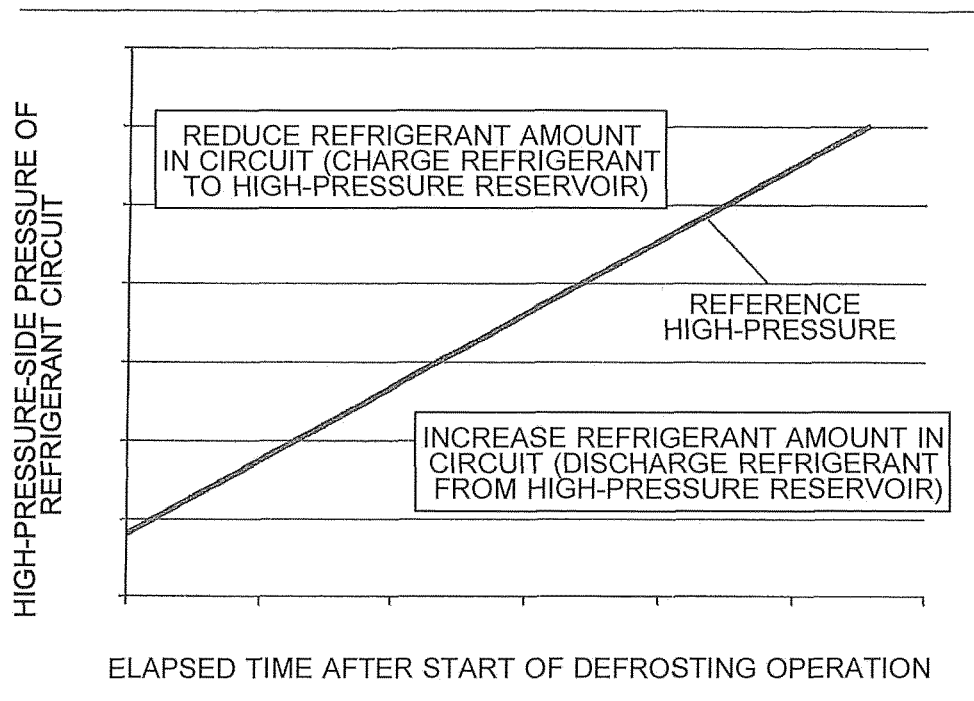 HIGH-PRESSURE-SIDE PRESSURE OF
REFRIGERANT CIRCUIT
REDUCE REFRIGERANT AMOUNT
IN CIRCUIT (CHARGE REFRIGERANT
TO HIGH-PRESSURE RESERVOIR)
REFERENCE
HIGH-PRESSURE
INCREASE REFRIGERANT AMOUNT IN
CIRCUIT (DISCHARGE REFRIGERANT
FROM HIGH-PRESSURE RESERVOIR)
ELAPSED TIME AFTER START OF DEFROSTING OPERATION